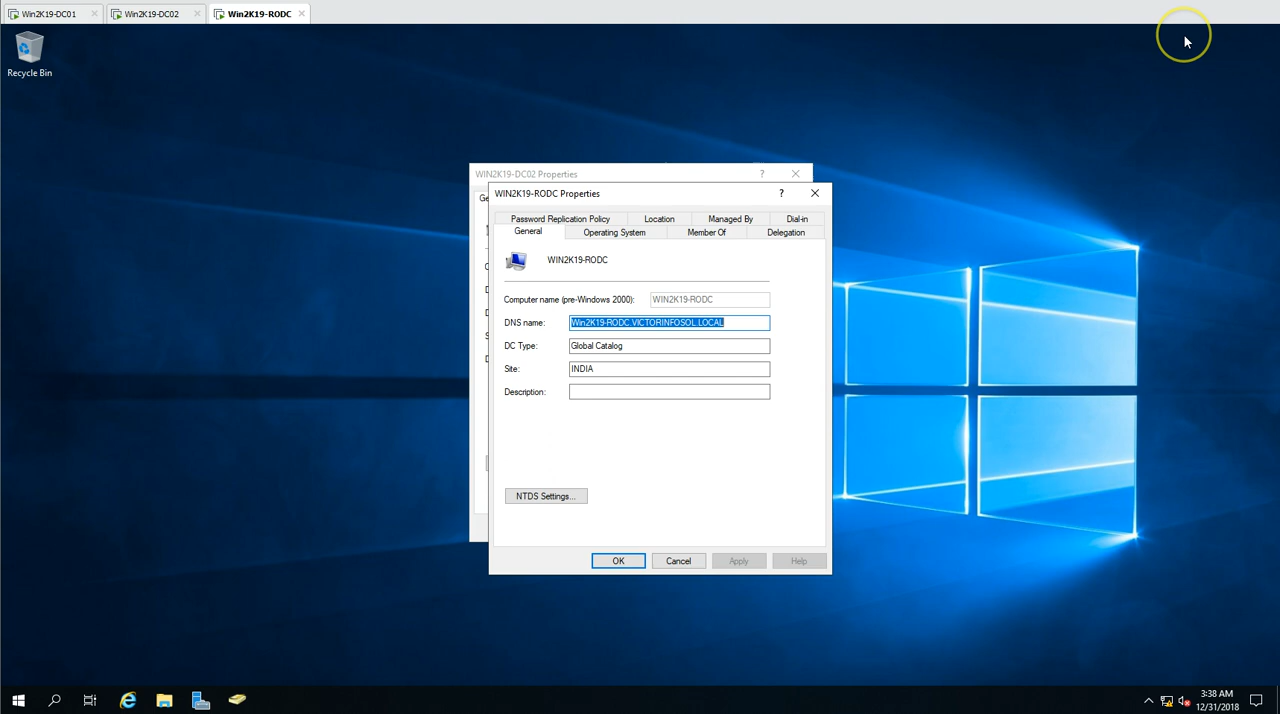 Win2K19-DC01
Win2K19-DC02
Win2K19-RODC
Recycle Bin
WIN2K19-DC02 Properties
?
Ge
WIN2K19-RODC Properties
?
Password Replication Policy Location Managed By Dial-in
General Operating System Member Of Delegation
WIN2K19-RODC
Computer name (pre-Windows 2000): WIN2K19-RODC
DNS name: Win2K19-RODC.VICTORINFOSOL.LOCAL
DC Type: Global Catalog
Site: INDIA
Description:
NTDS Settings...
OK Cancel Apply Help
3:38 AM
12/31/2018